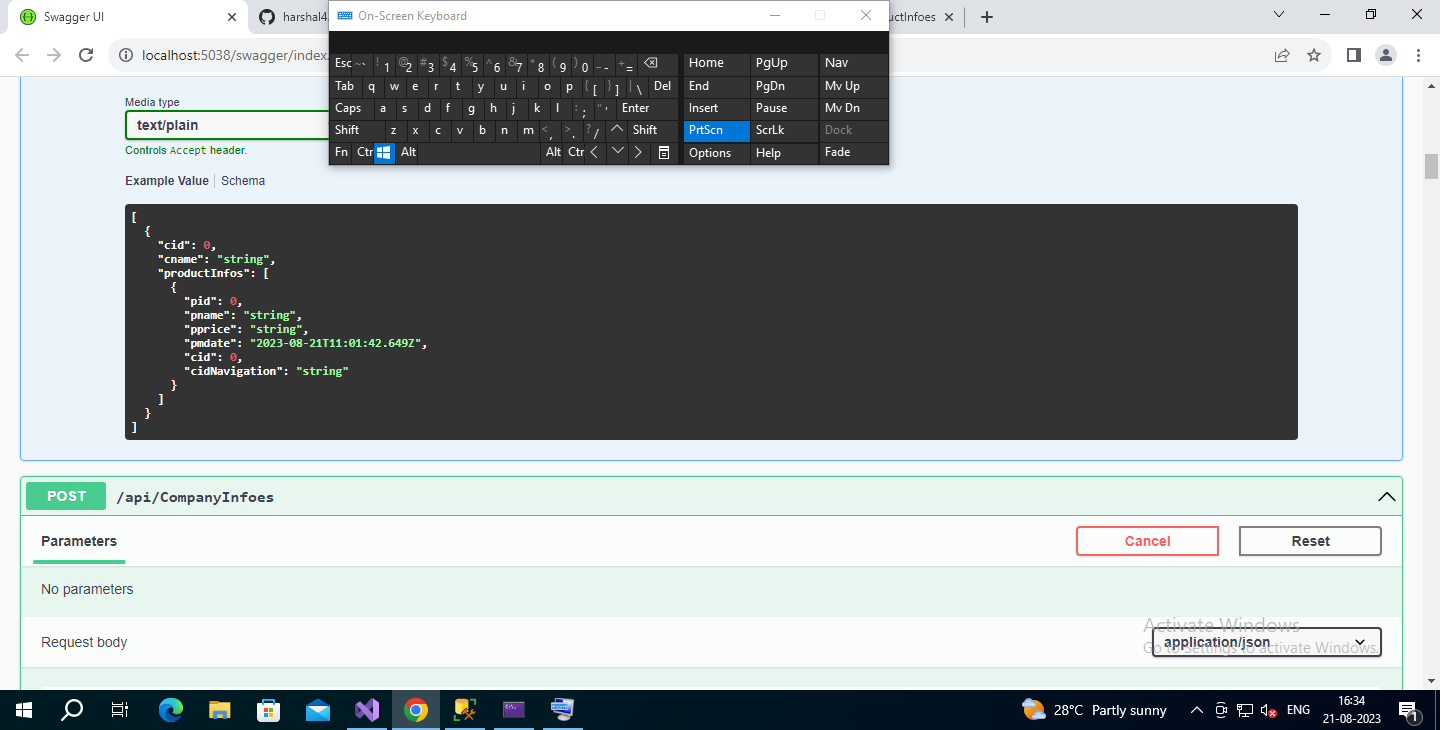 Swagger UI
harshal4
On-Screen Keyboard
uctInfoes
localhost:5038/swagger/index.
Esc ~ ` ! 1 @ 2 # 3 $ 4 % 5 ^ 6 & 7 * 8 ( 9 ) 0 _ - + = Home PgUp Nav
Tab q w e r t y u i o p { [ } ] | \ Del End PgDn Mv Up
Caps a s d f g h j k l : ; " ' Enter Insert Pause Mv Dn
Shift z x c v b n m < , > . ? / Shift PrtScn ScrLk Dock
Fn Ctr Alt Alt Ctr Options Help Fade
Media type
text/plain
Controls Accept header.
Example Value Schema
[
{
"cid": 0,
"cname": "string",
"productInfos": [
{
"pid": 0,
"pname": "string",
"pprice": "string",
"pmdate": "2023-08-21T11:01:42.649Z",
"cid": 0,
"cidNavigation": "string"
}
]
}
]
POST /api/CompanyInfoes
Parameters Cancel Reset
No parameters
Request body application/json
Activate Windows
Go to Settings to activate Windows.
28°C Partly sunny ENG 16:34
21-08-2023 1